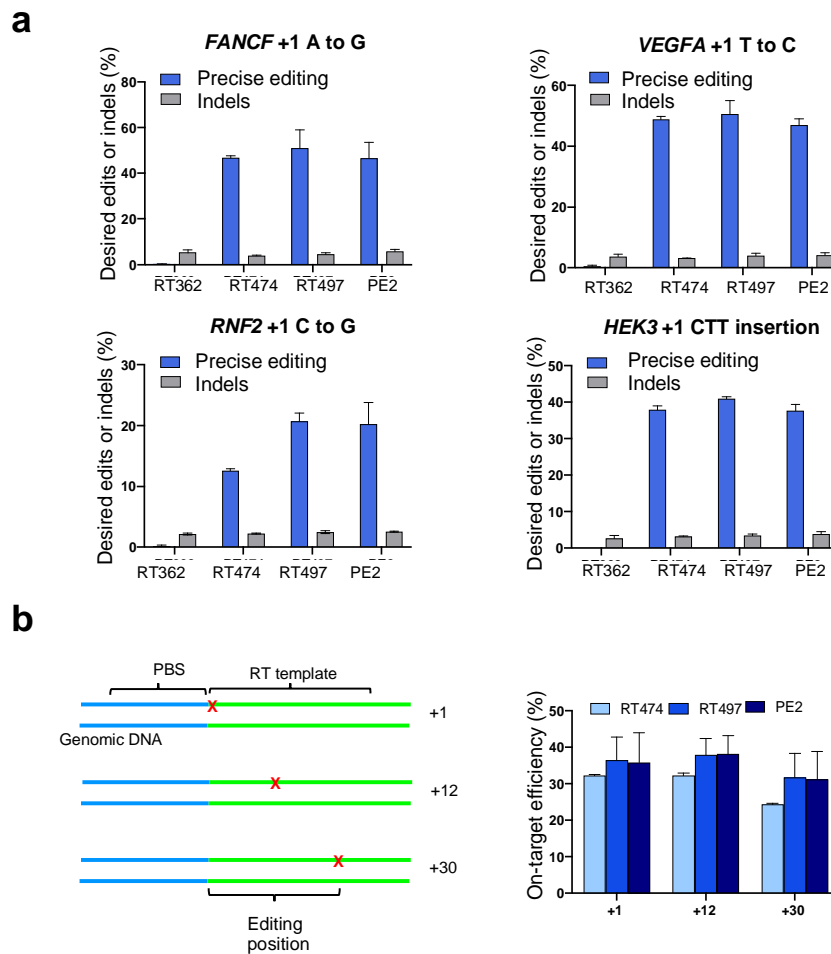 a
FANCF +1 A to G
Desired edits or indels (%)
80
60
40
20
0
Precise editing
Indels
RT362 RT474 RT497 PE2
VEGFA +1 T to C
Desired edits or indels (%)
60
40
20
0
Precise editing
Indels
RT362 RT474 RT497 PE2
RNF2 +1 C to G
Desired edits or indels (%)
30
20
10
0
Precise editing
Indels
RT362 RT474 RT497 PE2
HEK3 +1 CTT insertion
Desired edits or indels (%)
50
40
30
20
10
0
Precise editing
Indels
RT362 RT474 RT497 PE2
b
PBS RT template
+1
Genomic DNA
+12
+30
Editing
position
On-target efficiency (%)
50
40
30
20
10
0
RT474 RT497 PE2
+1 +12 +30